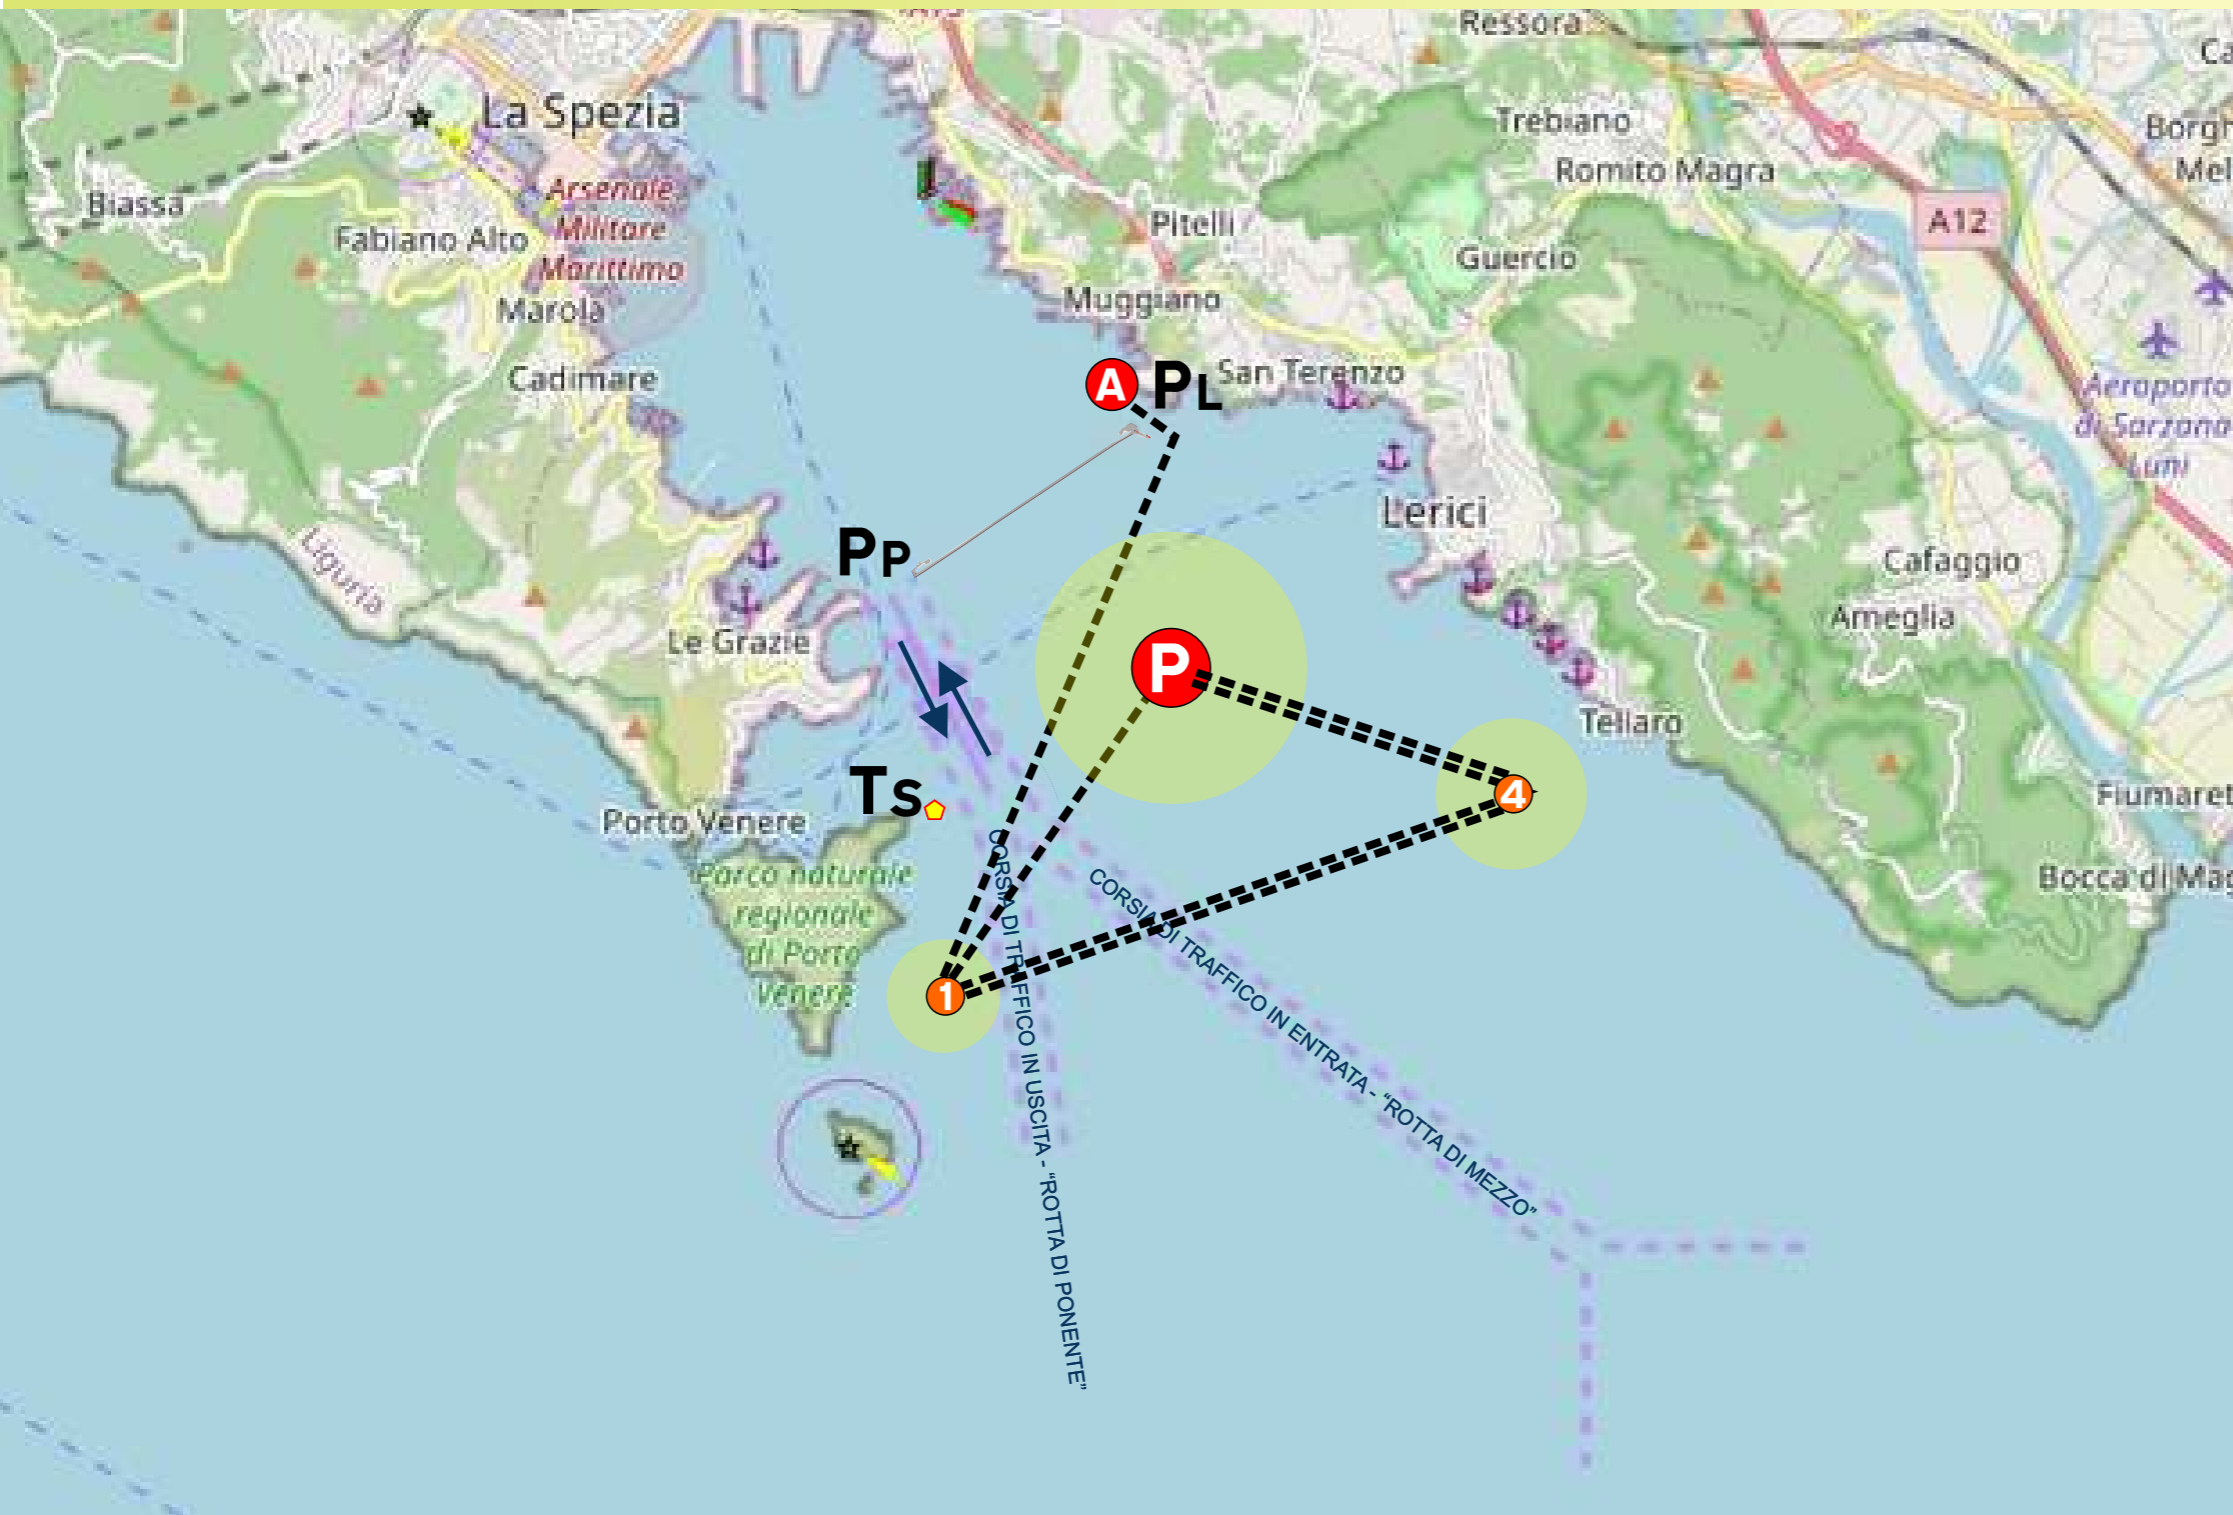 Ressora
La Spezia
Trebiano
Romito Magra
Biassa
Arsenale
Militare
Marittimo
Fabiano Alto
Pitelli
A12
Guercio
Marola
Muggiano
Cadimare
A
PL
San Terenzo
Aeroporto
di Sarzana-
Luni
Lerici
PP
Liguria
Cafaggio
Ameglia
Le Grazie
P
Tellaro
Ts
4
Porto Venere
Parco naturale
regionale
di Porto
Venere
1
CORSIA DI TRAFFICO IN USCITA - “ROTTA DI PONENTE”
CORSIA DI TRAFFICO IN ENTRATA - “ROTTA DI MEZZO”
Fiumaret
Bocca di Mag